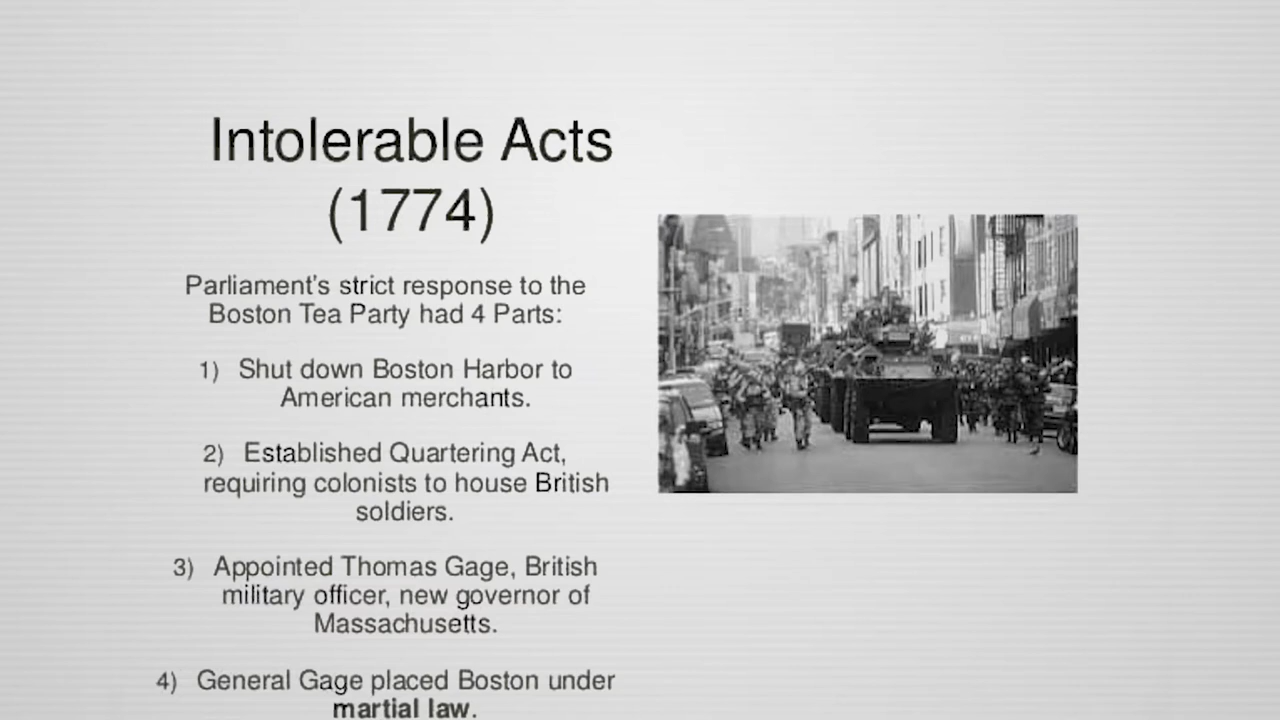 Intolerable Acts
(1774)
Parliament's strict response to the
Boston Tea Party had 4 Parts:
1) Shut down Boston Harbor to
American merchants.
2) Established Quartering Act,
requiring colonists to house British
soldiers.
3) Appointed Thomas Gage, British
military officer, new governor of
Massachusetts.
4) General Gage placed Boston under
martial law.